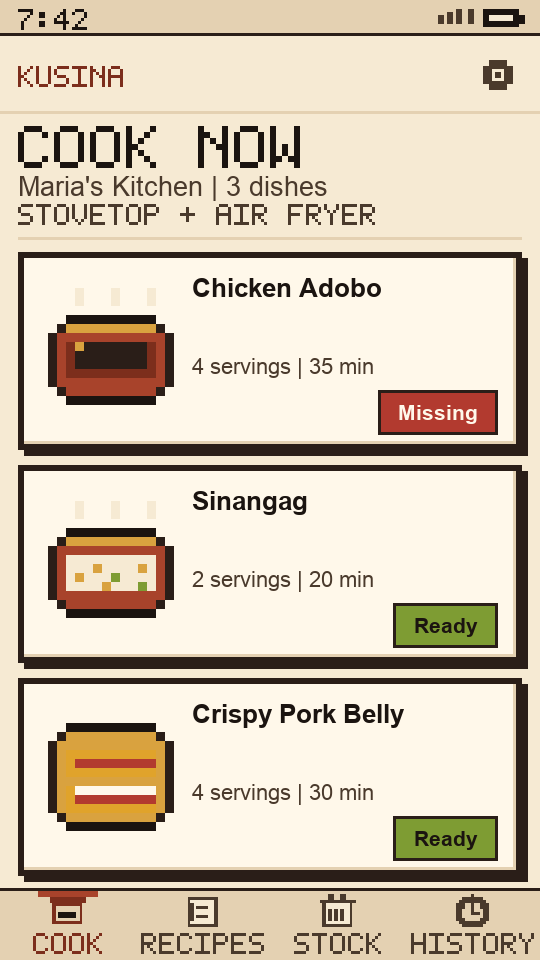 7:42
KUSINA
COOK NOW
Maria's Kitchen | 3 dishes
STOVETOP + AIR FRYER
Chicken Adobo
4 servings | 35 min
Missing
Sinangag
2 servings | 20 min
Ready
Crispy Pork Belly
4 servings | 30 min
Ready
COOK RECIPES STOCK HISTORY